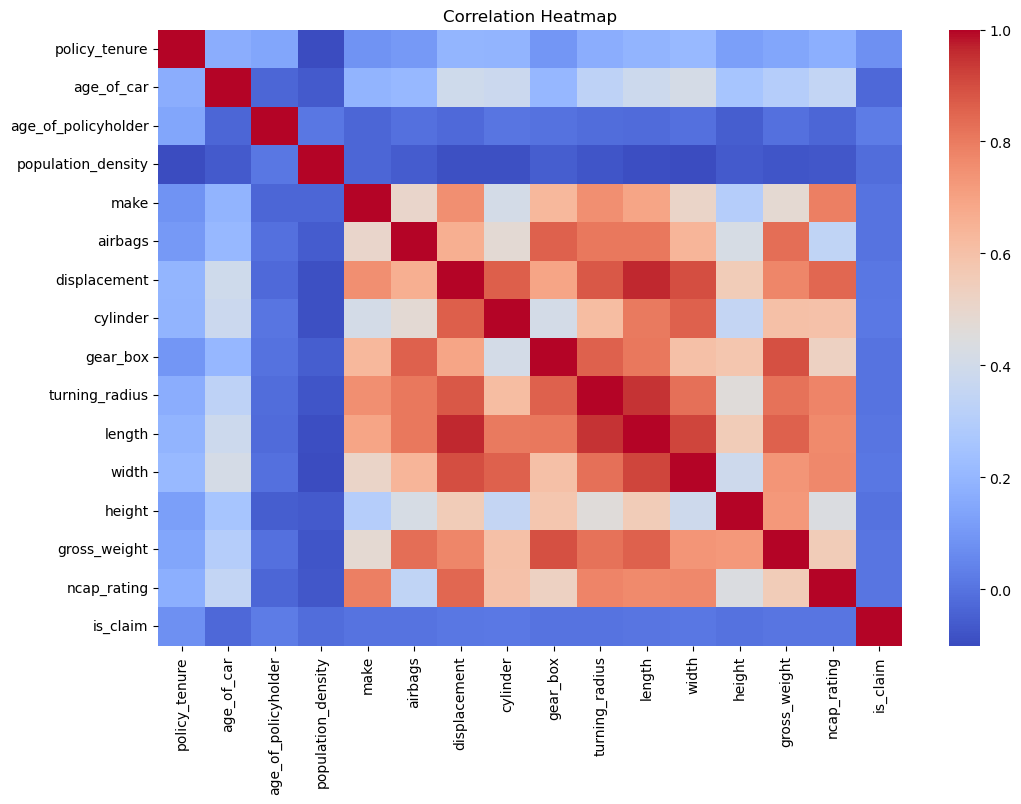 Correlation Heatmap
policy_tenure
age_of_car
age_of_policyholder
population_density
make
airbags
displacement
cylinder
gear_box
turning_radius
length
width
height
gross_weight
ncap_rating
is_claim
policy_tenure
age_of_car
age_of_policyholder
population_density
make
airbags
displacement
cylinder
gear_box
turning_radius
length
width
height
gross_weight
ncap_rating
is_claim
1.0
0.8
0.6
0.4
0.2
0.0